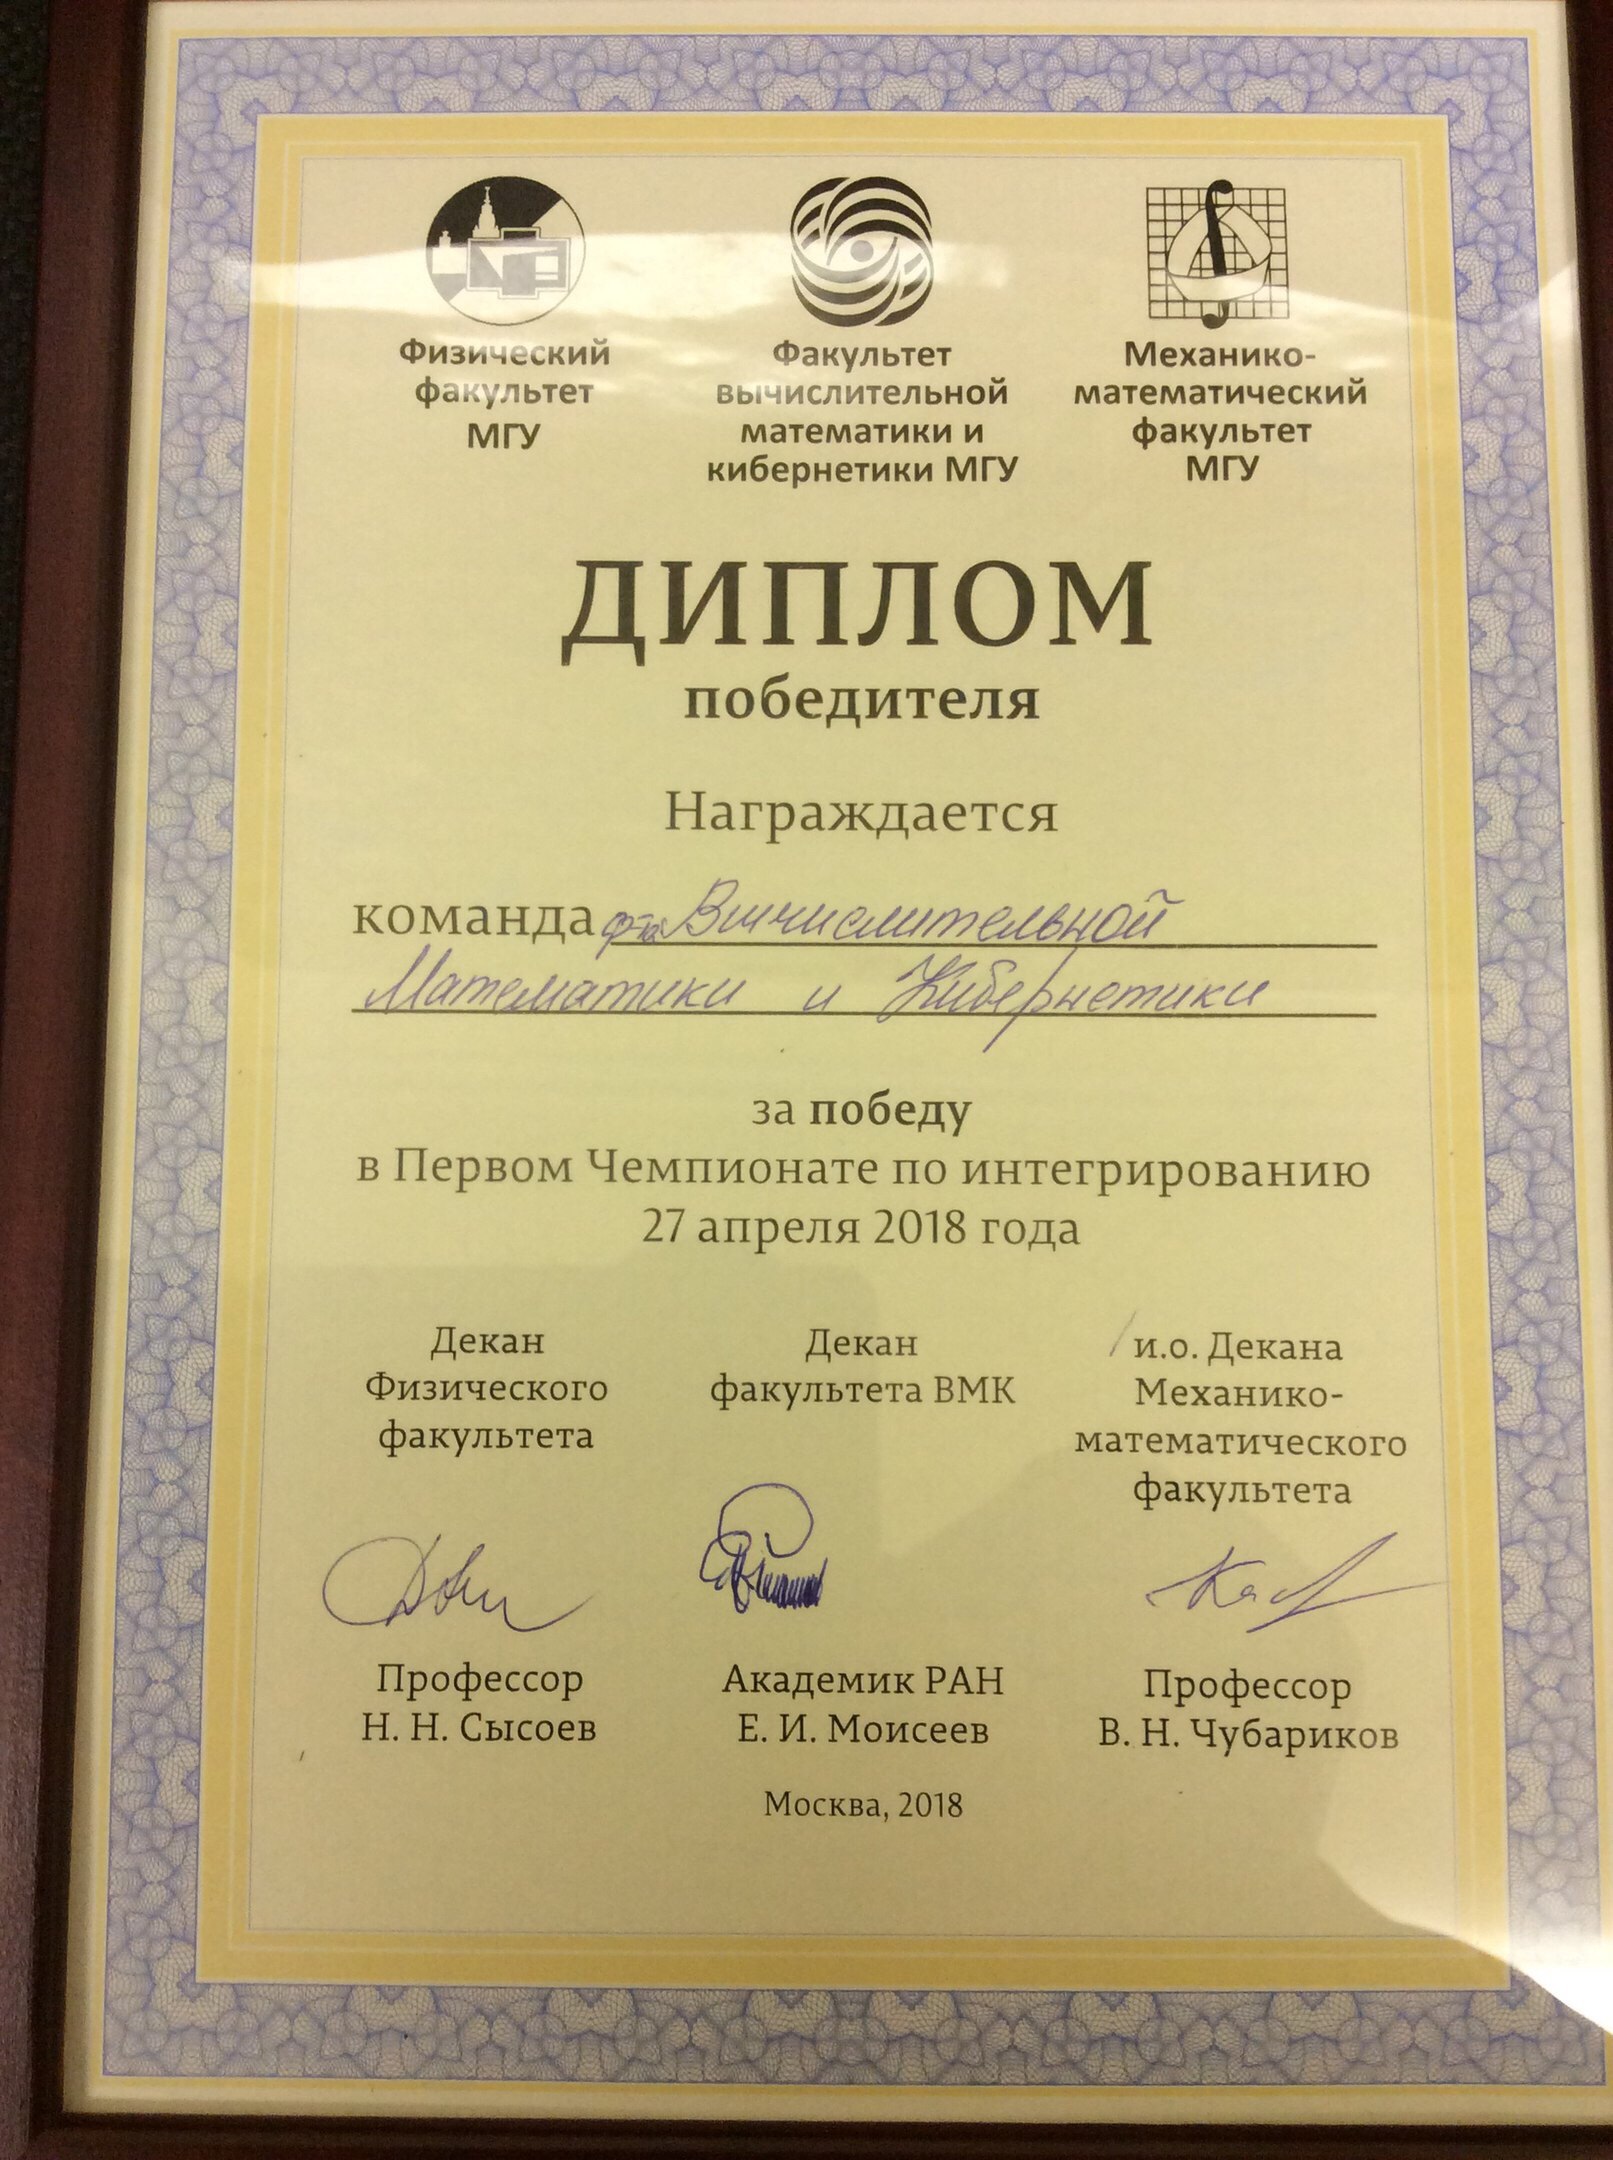 Физический
факультет
МГУ
Факультет
вычислительной
математики и
кибернетики МГУ
Механико-
математический
факультет
МГУ
ДИПЛОМ
победителя
Награждается
команда ф-та Вычислительной
Математики и Кибернетики
за победу
в Первом Чемпионате по интегрированию
27 апреля 2018 года
Декан
Физического
факультета
Декан
факультета ВМК
и.о. Декана
Механико-
математического
факультета
Профессор
Н. Н. Сысоев
Академик РАН
Е. И. Моисеев
Профессор
В. Н. Чубариков
Москва, 2018